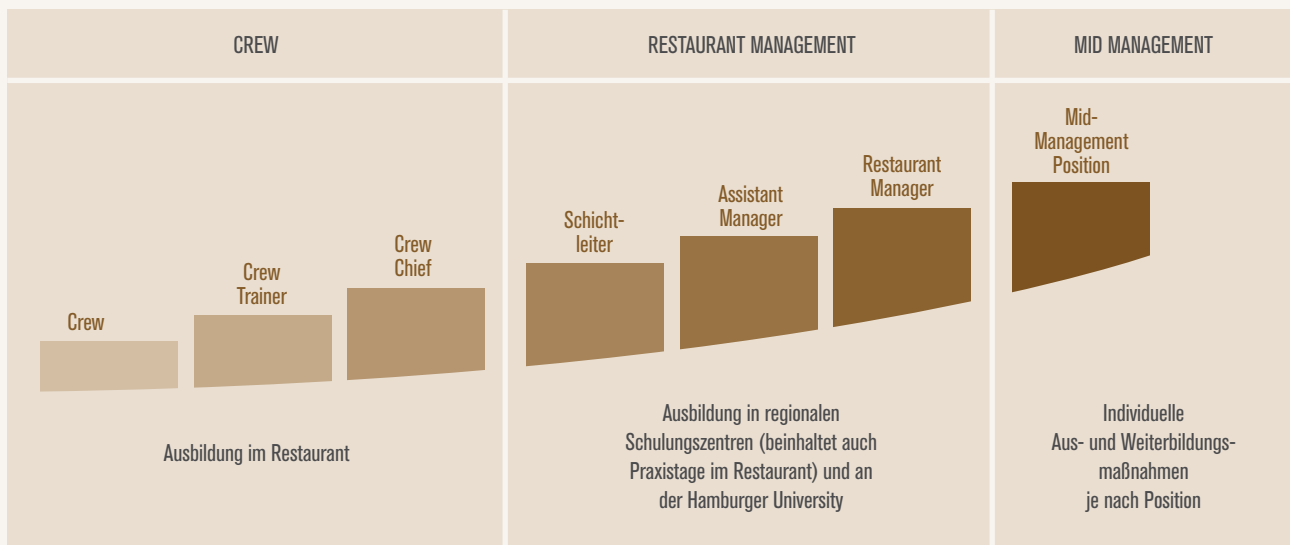 CREW
RESTAURANT MANAGEMENT
MID MANAGEMENT
Crew
Crew
Trainer
Crew
Chief
Schicht-
leiter
Assistant
Manager
Restaurant
Manager
Mid-
Management
Position
Ausbildung im Restaurant
Ausbildung in regionalen
Schulungszentren (beinhaltet auch
Praxistage im Restaurant) und an
der Hamburger University
Individuelle
Aus- und Weiterbildungs-
maßnahmen
je nach Position